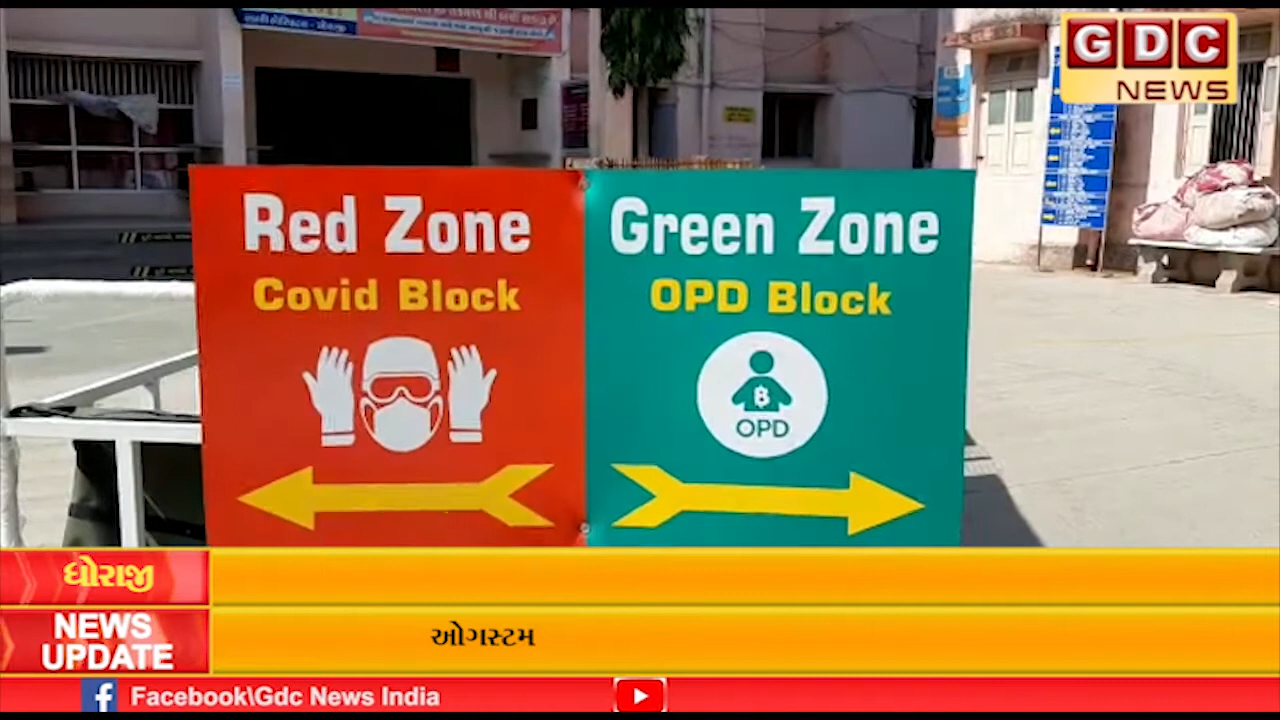 GDC
NEWS
Red Zone
Covid Block
Green Zone
OPD Block
B
OPD
ધોરાજી
NEWS
UPDATE
ઓગસ્ટમ
Facebook\Gdc News India